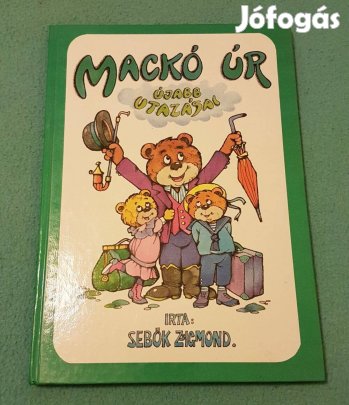 Jófogás
MACKÓ ÚR
ÚJABB
UTAZÁSAI
IRTA:
SEBŐK ZSIGMOND.